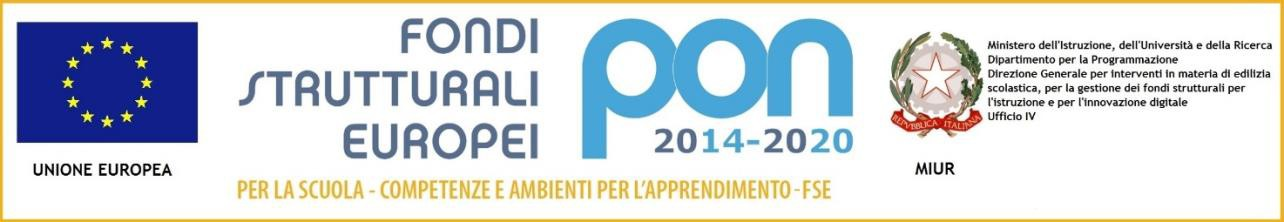 UNIONE EUROPEA
FONDI
STRUTTURALI
EUROPEI
pon
2014-2020
PER LA SCUOLA - COMPETENZE E AMBIENTI PER L'APPRENDIMENTO-FSE
REPVBBLICA ITALIANA
MIUR
Ministero dell'Istruzione, dell'Università e della Ricerca
Dipartimento per la Programmazione
Direzione Generale per interventi in materia di edilizia
scolastica, per la gestione dei fondi strutturali per
l'istruzione e per l'innovazione digitale
Ufficio IV